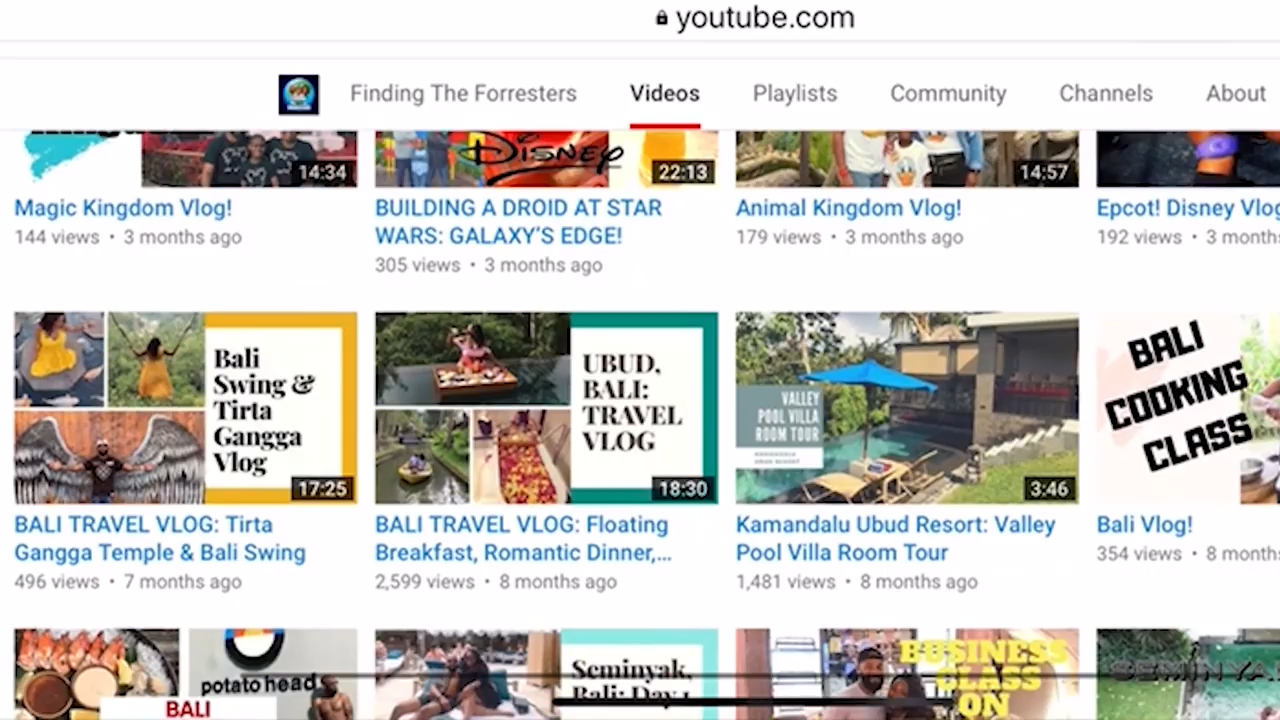 youtube.com
Finding The Forresters
Videos
Playlists
Community
Channels
About
14:34
DISNEY
22:13
14:57
Magic Kingdom Vlog!
144 views • 3 months ago
BUILDING A DROID AT STAR
WARS: GALAXY'S EDGE!
305 views • 3 months ago
Animal Kingdom Vlog!
179 views • 3 months ago
Epcot! Disney Vlog
192 views • 3 months
Bali
Swing &
Tirta
Gangga
Vlog
17:25
UBUD,
BALI:
TRAVEL
VLOG
18:30
VALLEY
POOL VILLA
ROOM TOUR
3:46
BALI
COOKING
CLASS
BALI TRAVEL VLOG: Tirta
Gangga Temple & Bali Swing
496 views • 7 months ago
BALI TRAVEL VLOG: Floating
Breakfast, Romantic Dinner,...
2,599 views • 8 months ago
Kamandalu Ubud Resort: Valley
Pool Villa Room Tour
1,481 views • 8 months ago
Bali Vlog!
354 views • 8 months
potato head
BALI
Seminyak,
Bali: Day 1
BUSINESS
CLASS
ON
SEMINYA